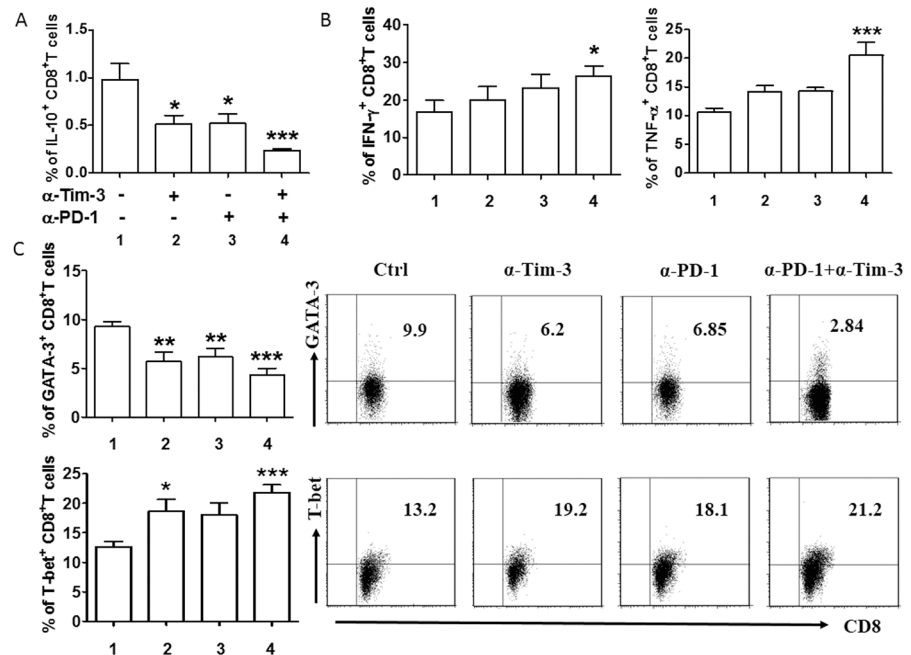 A
% of IL-10+ CD8+T cells
1.5
1.0
0.5
0.0
* * ***
α-Tim-3 - + - +
α-PD-1 - - + +
1 2 3 4
B
% of IFN-γ+ CD8+T cells
40
30
20
10
0
*
1 2 3 4
% of TNF-α+ CD8+T cells
25
20
15
10
5
0
***
1 2 3 4
C
% of GATA-3+ CD8+T cells
15
10
5
0
** ** ***
1 2 3 4
Ctrl α-Tim-3 α-PD-1 α-PD-1+α-Tim-3
GATA-3
9.9 6.2 6.85 2.84
% of T-bet+ CD8+T cells
25
20
15
10
5
0
* ***
1 2 3 4
T-bet
13.2 19.2 18.1 21.2
CD8